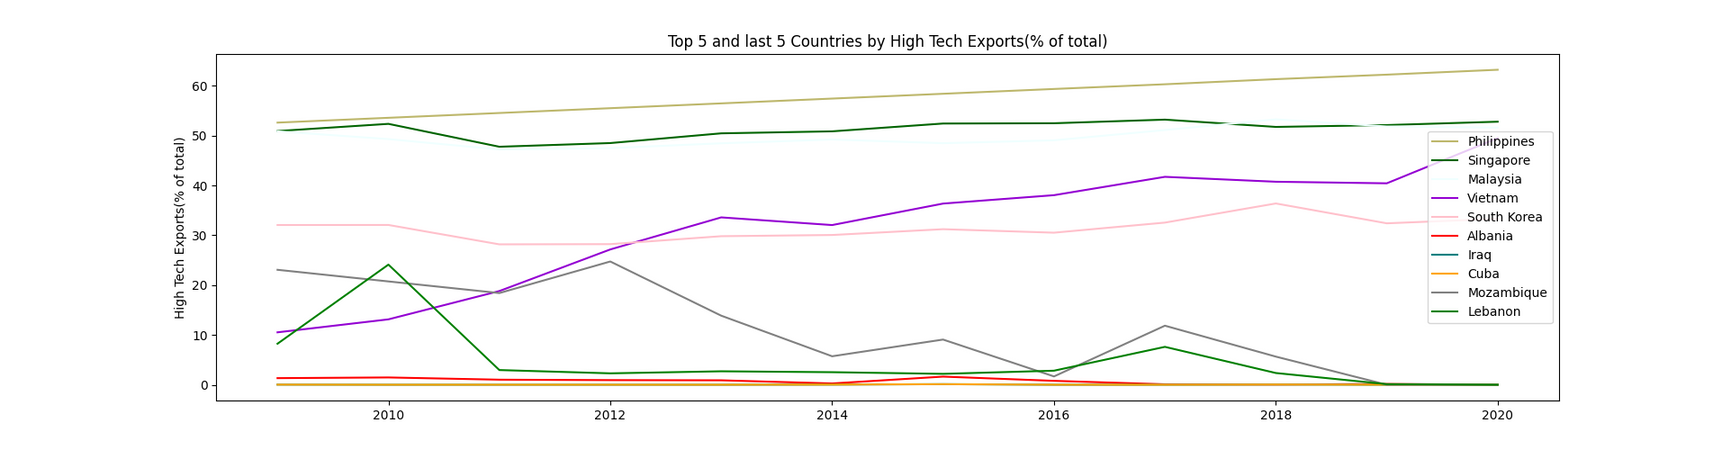 Top 5 and last 5 Countries by High Tech Exports(% of total)
High Tech Exports(% of total)
60
50
40
30
20
10
0
2010
2012
2014
2016
2018
2020
Philippines
Singapore
Malaysia
Vietnam
South Korea
Albania
Iraq
Cuba
Mozambique
Lebanon